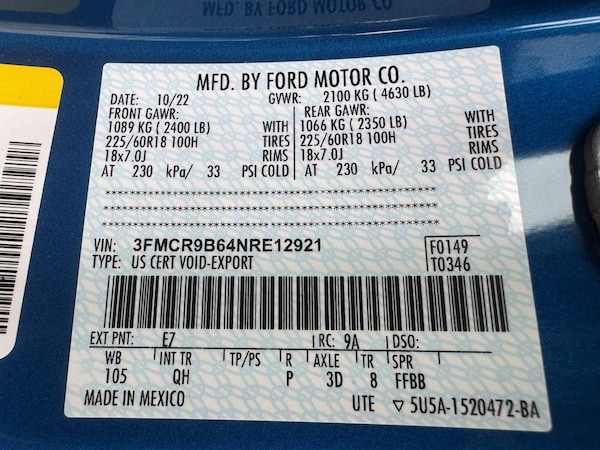 MFD. BY FORD MOTOR CO.
MFD. BY FORD MOTOR CO.
DATE: 10/22 GVWR: 2100 KG ( 4630 LB)
FRONT GAWR: REAR GAWR:
1089 KG ( 2400 LB) WITH 1066 KG ( 2350 LB) WITH
225/60R18 100H TIRES 225/60R18 100H TIRES
18x7.0J RIMS 18x7.0J RIMS
AT 230 kPa/ 33 PSI COLD AT 230 kPa/ 33 PSI COLD
VIN: 3FMCR9B64NRE12921 F0149
TYPE: US CERT VOID-EXPORT T0346
EXT PNT: E7 RC: 9A DSO:
WB INT TR TP/PS R AXLE TR SPR
105 QH P 3D 8 FFBB
MADE IN MEXICO UTE ▽ 5U5A-1520472-BA